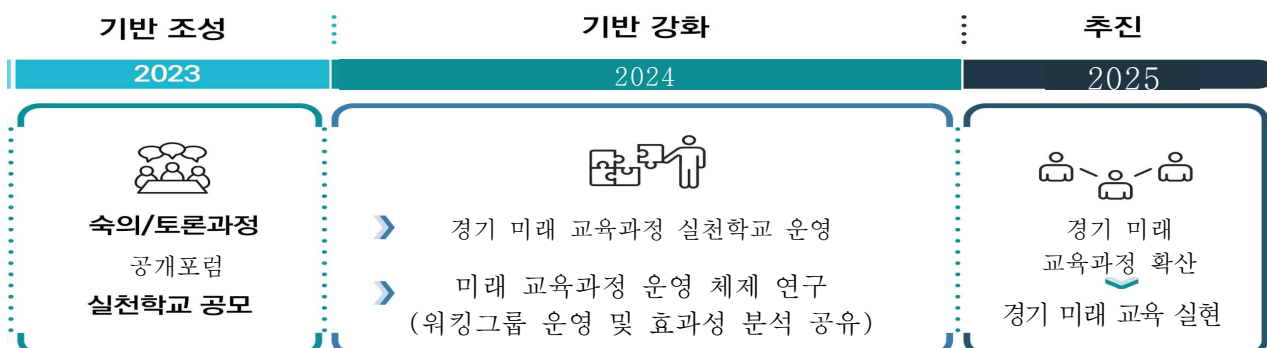 기반 조성
기반 강화
추진
2023
2024
2025
숙의/토론과정
공개포럼
실천학교 공모
경기 미래 교육과정 실천학교 운영
미래 교육과정 운영 체제 연구
(워킹그룹 운영 및 효과성 분석 공유)
경기 미래
교육과정 확산
경기 미래 교육 실현